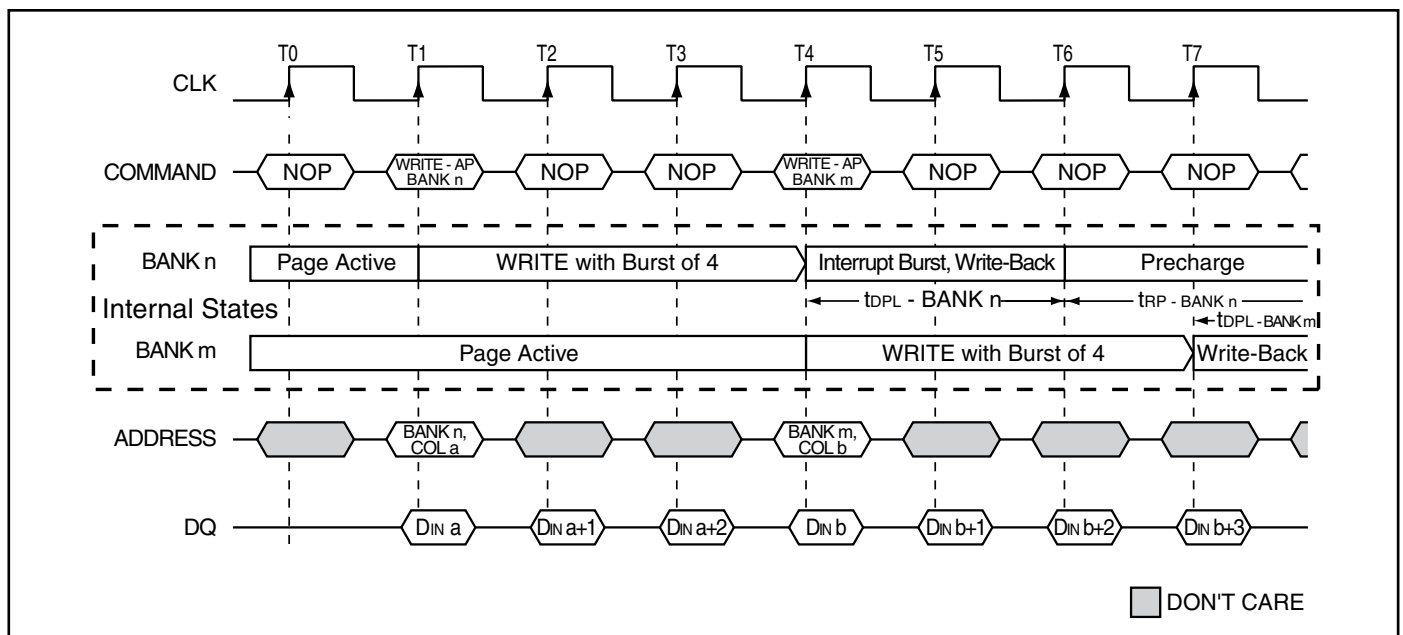 T0 T1 T2 T3 T4 T5 T6 T7
CLK
COMMAND NOP WRITE - AP BANK n NOP NOP WRITE - AP BANK m NOP NOP NOP
BANK n Page Active WRITE with Burst of 4 Interrupt Burst, Write-Back Precharge
Internal States tDPL - BANK n tRP - BANK n
tDPL - BANK m
BANK m Page Active WRITE with Burst of 4 Write-Back
ADDRESS BANK n, COL a BANK m, COL b
DQ DIN a DIN a+1 DIN a+2 DIN b DIN b+1 DIN b+2 DIN b+3
DON'T CARE